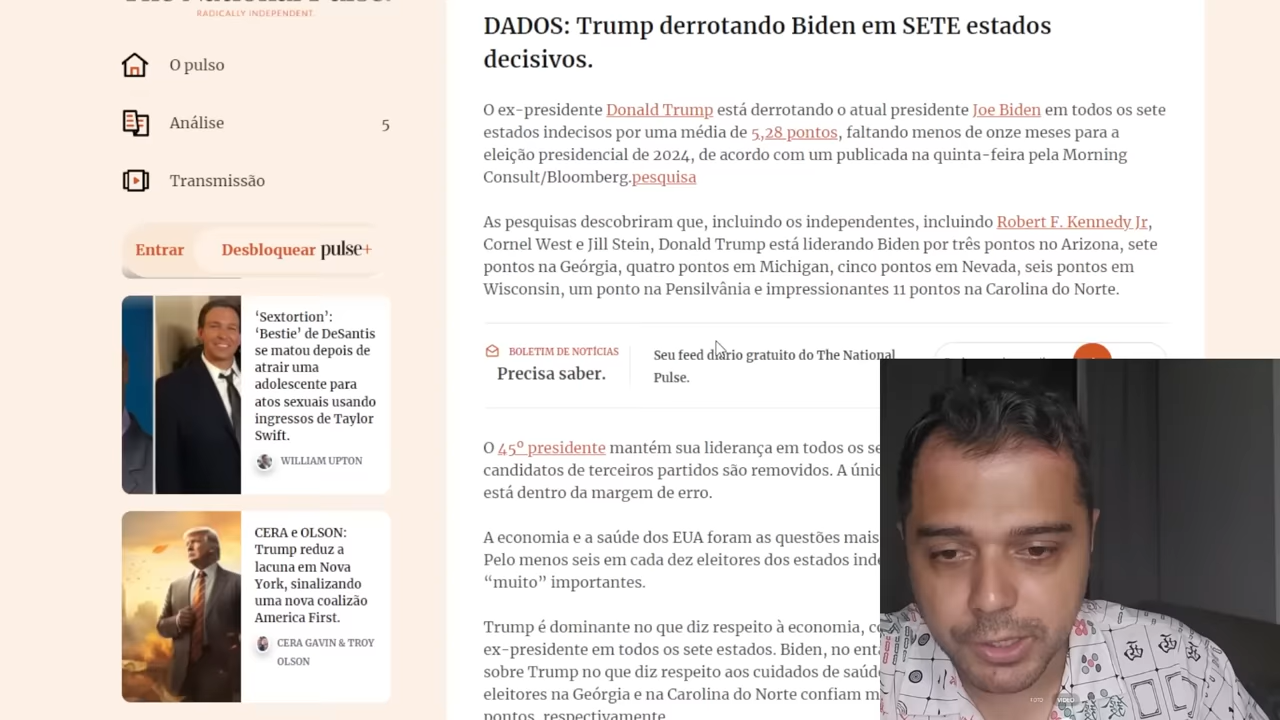 The National Pulse.
RADICALLY INDEPENDENT.
O pulso
Análise 5
Transmissão
Entrar
Desbloquear pulse+
‘Sextortion’:
‘Bestie’ de DeSantis
se matou depois de
atrair uma
adolescente para
atos sexuais usando
ingressos de Taylor
Swift.
WILLIAM UPTON
CERA e OLSON:
Trump reduz a
lacuna em Nova
York, sinalizando
uma nova coalizão
America First.
CERA GAVIN & TROY
OLSON
DADOS: Trump derrotando Biden em SETE estados
decisivos.
O ex-presidente Donald Trump está derrotando o atual presidente Joe Biden em todos os sete
estados indecisos por uma média de 5,28 pontos, faltando menos de onze meses para a
eleição presidencial de 2024, de acordo com um publicada na quinta-feira pela Morning
Consult/Bloomberg.pesquisa
As pesquisas descobriram que, incluindo os independentes, incluindo Robert F. Kennedy Jr,
Cornel West e Jill Stein, Donald Trump está liderando Biden por três pontos no Arizona, sete
pontos na Geórgia, quatro pontos em Michigan, cinco pontos em Nevada, seis pontos em
Wisconsin, um ponto na Pensilvânia e impressionantes 11 pontos na Carolina do Norte.
BOLETIM DE NOTÍCIAS
Precisa saber.
Seu feed diário gratuito do The National
Pulse.
O 45º presidente mantém sua liderança em todos os se
candidatos de terceiros partidos são removidos. A únic
está dentro da margem de erro.
A economia e a saúde dos EUA foram as questões mais
Pelo menos seis em cada dez eleitores dos estados inde
“muito” importantes.
Trump é dominante no que diz respeito à economia, co
ex-presidente em todos os sete estados. Biden, no enta
sobre Trump no que diz respeito aos cuidados de saúd
eleitores na Geórgia e na Carolina do Norte confiam m
pontos, respectivamente.
FOTO VÍDEO